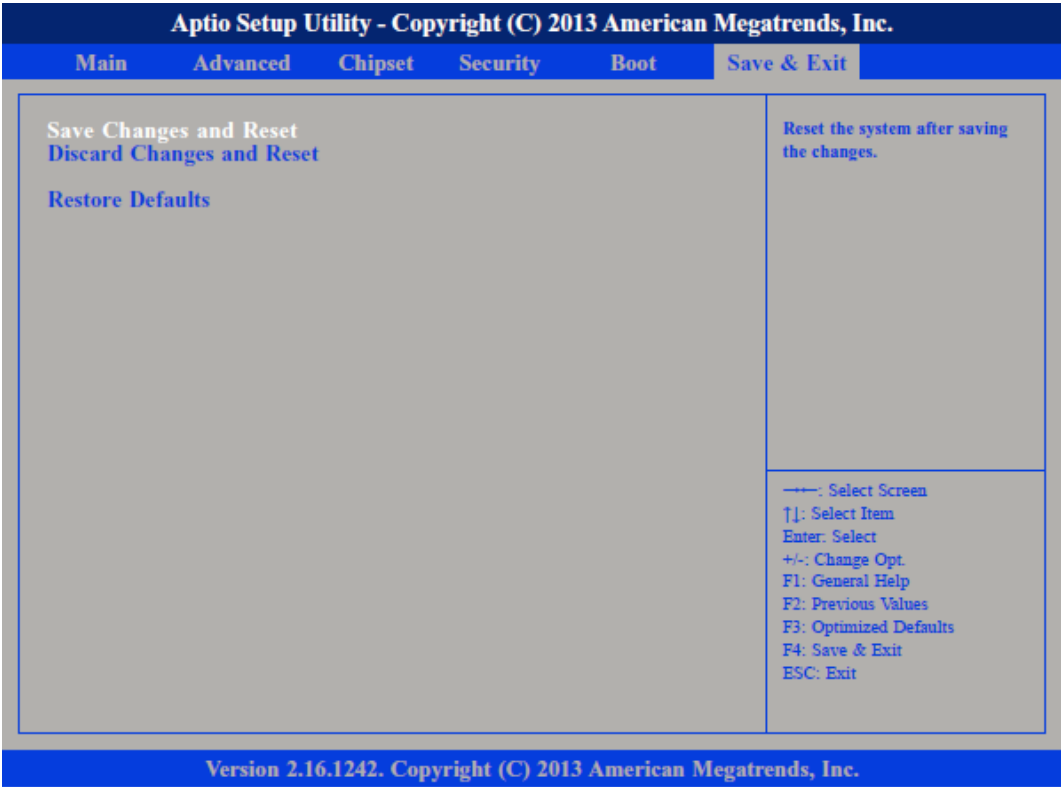 Aptio Setup Utility - Copyright (C) 2013 American Megatrends, Inc.
Main Advanced Chipset Security Boot Save & Exit
Save Changes and Reset
Discard Changes and Reset
Restore Defaults
Reset the system after saving
the changes.
→←: Select Screen
↑↓: Select Item
Enter: Select
+/-: Change Opt.
F1: General Help
F2: Previous Values
F3: Optimized Defaults
F4: Save & Exit
ESC: Exit
Version 2.16.1242. Copyright (C) 2013 American Megatrends, Inc.